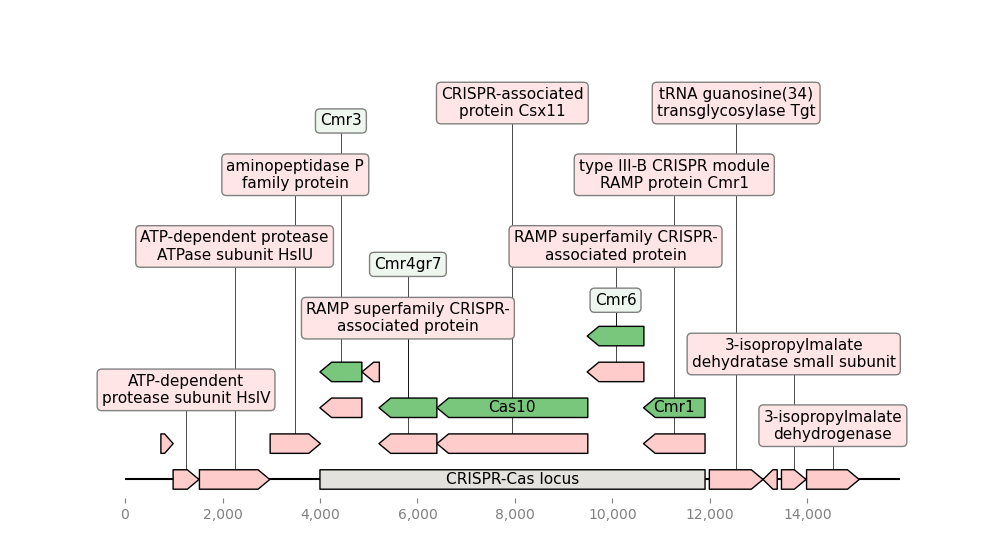 CRISPR-associated
protein Csx11
tRNA guanosine(34)
transglycosylase Tgt
Cmr3
aminopeptidase P
family protein
type III-B CRISPR module
RAMP protein Cmr1
ATP-dependent protease
ATPase subunit HslU
RAMP superfamily CRISPR-
associated protein
Cmr4gr7
Cmr6
RAMP superfamily CRISPR-
associated protein
3-isopropylmalate
dehydratase small subunit
ATP-dependent
protease subunit HslV
Cas10
Cmr1
3-isopropylmalate
dehydrogenase
CRISPR-Cas locus
0
2,000
4,000
6,000
8,000
10,000
12,000
14,000